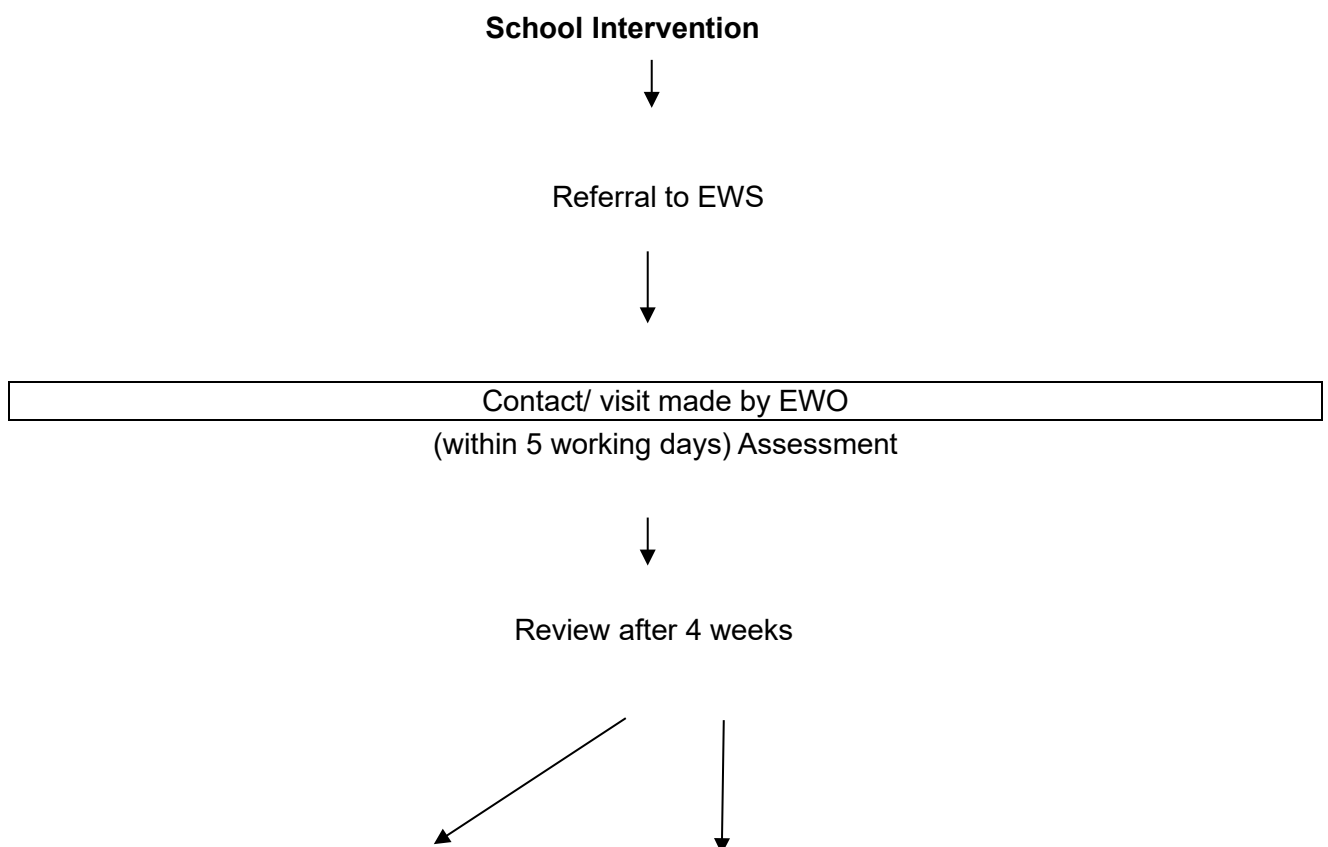 School Intervention
Referral to EWS
Contact/ visit made by EWO
(within 5 working days) Assessment
Review after 4 weeks